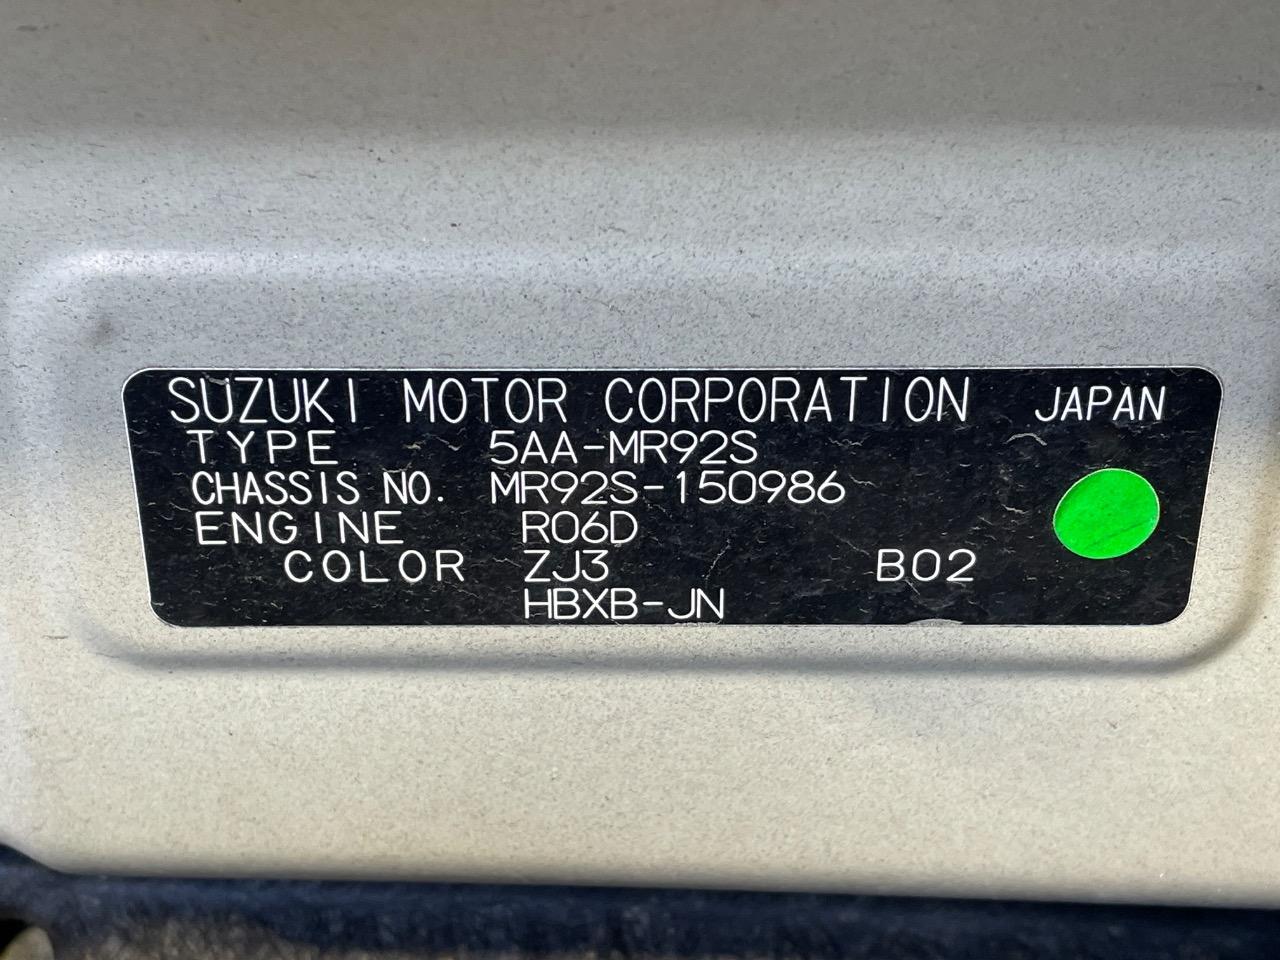 SUZUKI MOTOR CORPORATION JAPAN
TYPE 5AA-MR92S
CHASSIS NO. MR92S-150986
ENGINE R06D
COLOR ZJ3 B02
HBXB-JN